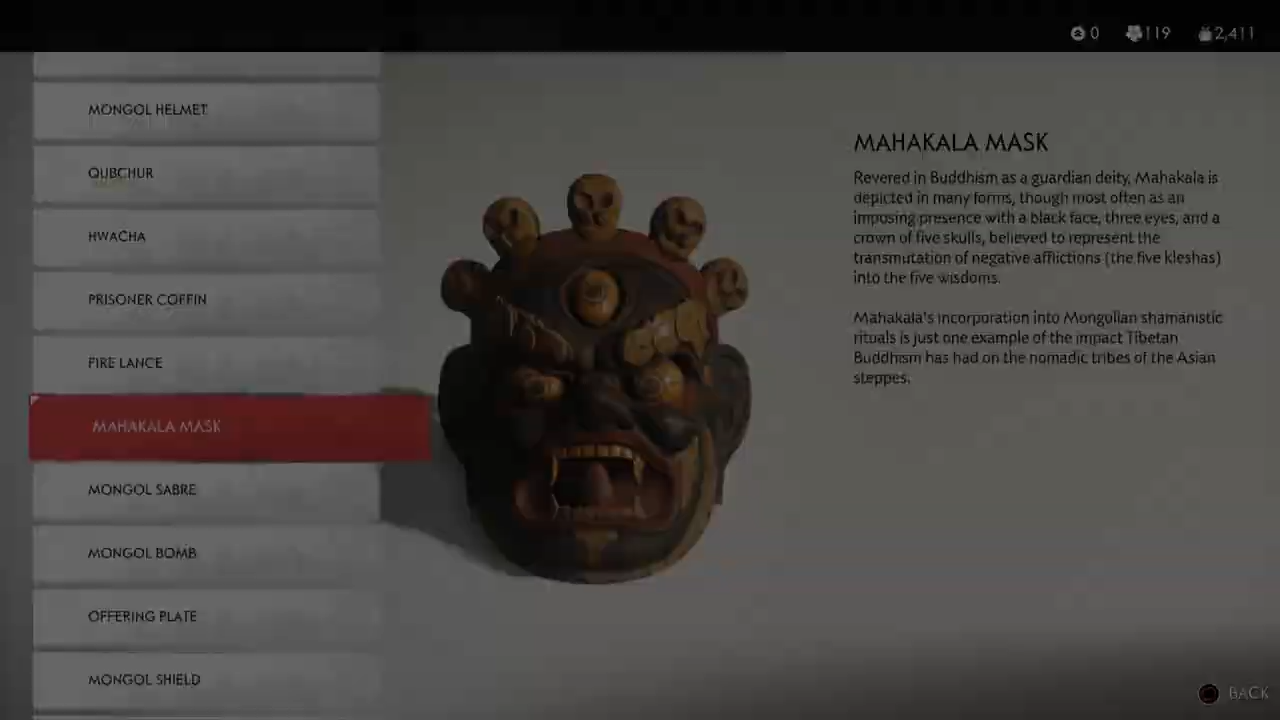 0 119 2,411
MONGOL HELMET
QUBCHUR
HWACHA
PRISONER COFFIN
FIRE LANCE
MAHAKALA MASK
MONGOL SABRE
MONGOL BOMB
OFFERING PLATE
MONGOL SHIELD
MAHAKALA MASK
Revered in Buddhism as a guardian deity, Mahakala is
depicted in many forms, though most often as an
imposing presence with a black face, three eyes, and a
crown of five skulls, believed to represent the
transmutation of negative afflictions (the five kleshas)
into the five wisdoms.
Mahakala's incorporation into Mongolian shamanistic
rituals is just one example of the impact Tibetan
Buddhism has had on the nomadic tribes of the Asian
steppes.
BACK